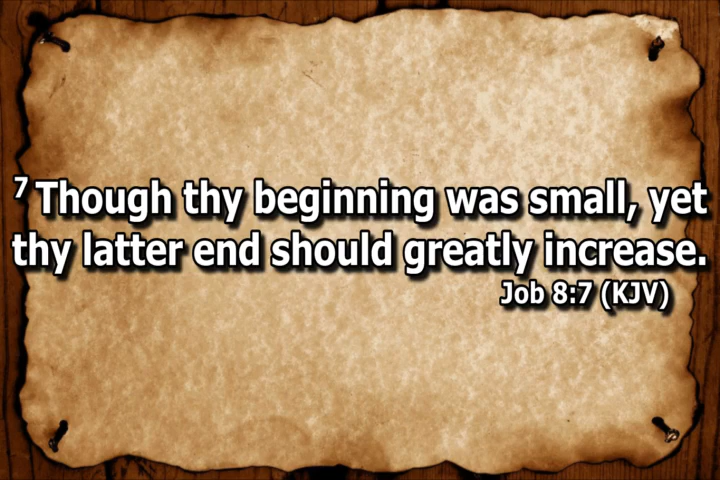 7 Though thy beginning was small, yet
thy latter end should greatly increase.
Job 8:7 (KJV)